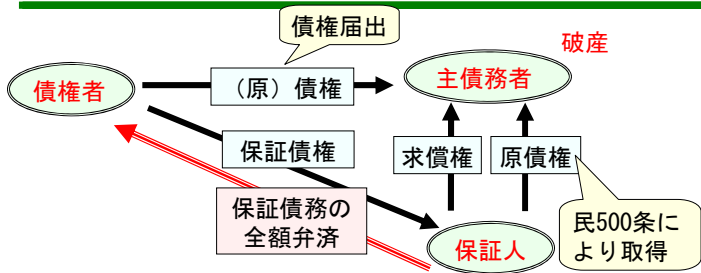 債権届出
破産
債権者
（原）債権
主債務者
保証債権
求償権
原債権
保証債務の
全額弁済
民500条に
より取得
保証人